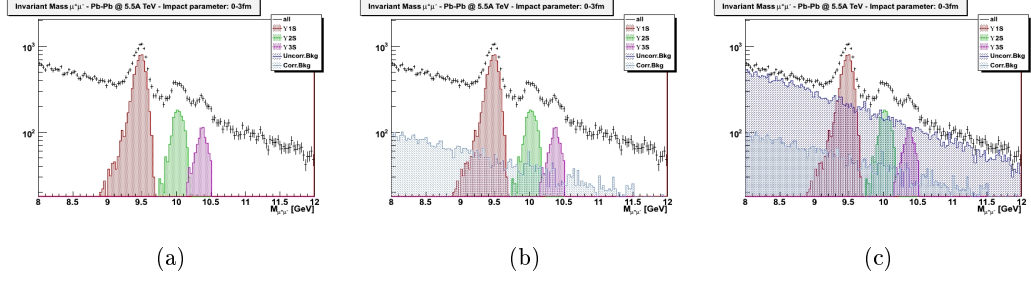 Invariant Mass μ⁺μ⁻ - Pb-Pb @ 5.5A TeV - Impact parameter: 0-3fm
all
Υ 1S
Υ 2S
Υ 3S
Uncorr.Bkg
Corr.Bkg
10³
10²
8 8.5 9 9.5 10 10.5 11 11.5 12
M μ⁺μ⁻ [GeV]
(a)
Invariant Mass μ⁺μ⁻ - Pb-Pb @ 5.5A TeV - Impact parameter: 0-3fm
all
Υ 1S
Υ 2S
Υ 3S
Uncorr.Bkg
Corr.Bkg
10³
10²
8 8.5 9 9.5 10 10.5 11 11.5 12
M μ⁺μ⁻ [GeV]
(b)
Invariant Mass μ⁺μ⁻ - Pb-Pb @ 5.5A TeV - Impact parameter: 0-3fm
all
Υ 1S
Υ 2S
Υ 3S
Uncorr.Bkg
Corr.Bkg
10³
10²
8 8.5 9 9.5 10 10.5 11 11.5 12
M μ⁺μ⁻ [GeV]
(c)